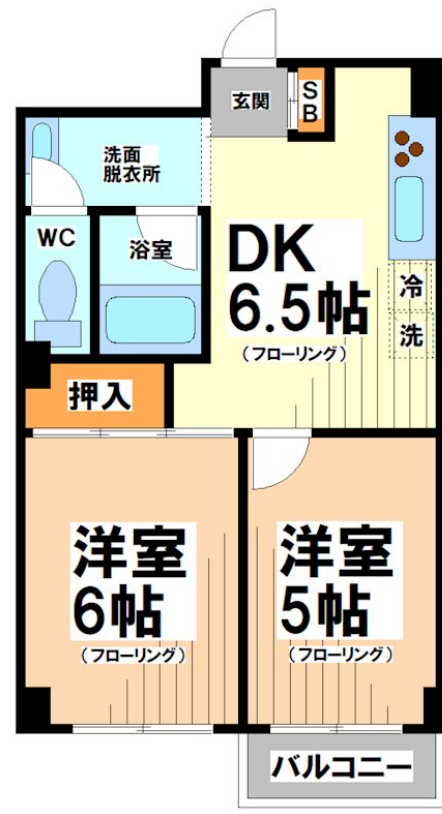 玄関
SB
洗面
脱衣所
WC
浴室
DK
6.5帖
(フローリング)
冷
洗
押入
洋室
6帖
(フローリング)
洋室
5帖
(フローリング)
バルコニー